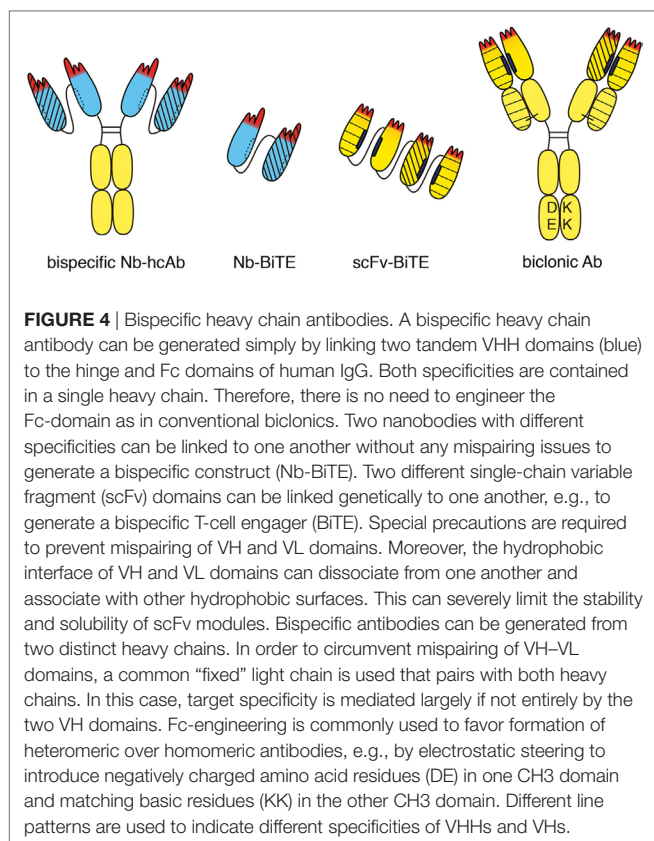 D K
E K
bispecific Nb-hcAb Nb-BiTE scFv-BiTE biclonic Ab
FIGURE 4 | Bispecific heavy chain antibodies. A bispecific heavy chain
antibody can be generated simply by linking two tandem VHH domains (blue)
to the hinge and Fc domains of human IgG. Both specificities are contained
in a single heavy chain. Therefore, there is no need to engineer the
Fc-domain as in conventional biclonics. Two nanobodies with different
specificities can be linked to one another without any mispairing issues to
generate a bispecific construct (Nb-BiTE). Two different single-chain variable
fragment (scFv) domains can be linked genetically to one another, e.g., to
generate a bispecific T-cell engager (BiTE). Special precautions are required
to prevent mispairing of VH and VL domains. Moreover, the hydrophobic
interface of VH and VL domains can dissociate from one another and
associate with other hydrophobic surfaces. This can severely limit the stability
and solubility of scFv modules. Bispecific antibodies can be generated from
two distinct heavy chains. In order to circumvent mispairing of VH–VL
domains, a common “fixed” light chain is used that pairs with both heavy
chains. In this case, target specificity is mediated largely if not entirely by the
two VH domains. Fc-engineering is commonly used to favor formation of
heteromeric over homomeric antibodies, e.g., by electrostatic steering to
introduce negatively charged amino acid residues (DE) in one CH3 domain
and matching basic residues (KK) in the other CH3 domain. Different line
patterns are used to indicate different specificities of VHHs and VHs.